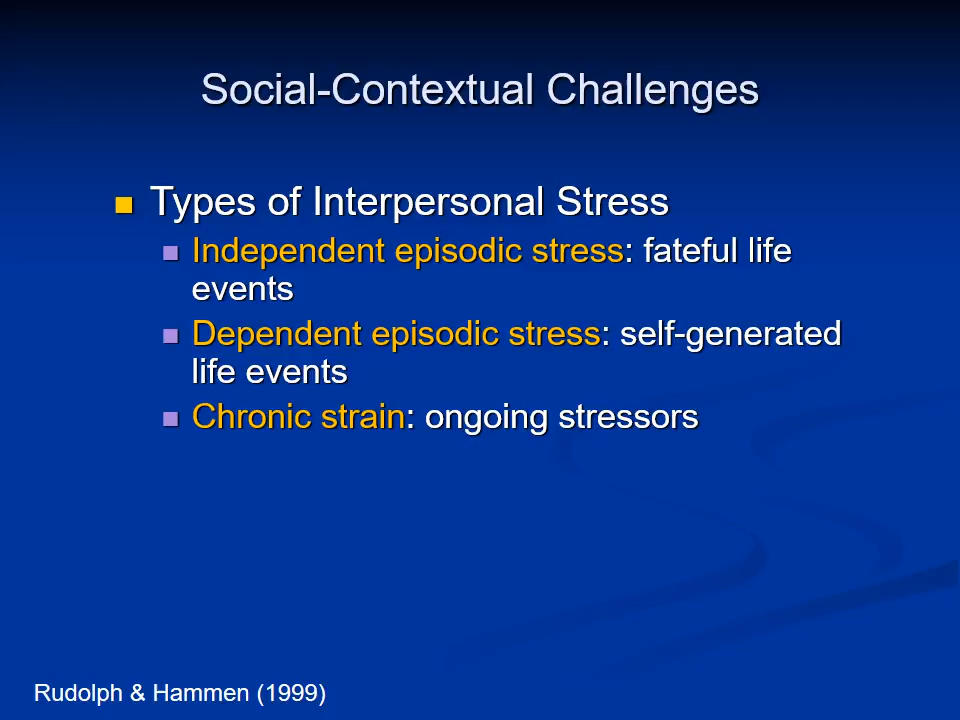 Social-Contextual Challenges
Types of Interpersonal Stress
Independent episodic stress: fateful life
events
Dependent episodic stress: self-generated
life events
Chronic strain: ongoing stressors
Rudolph & Hammen (1999)